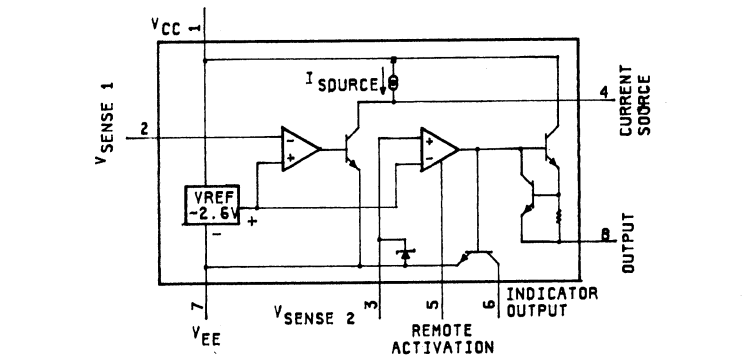 VCC 1
ISOURCE
4
CURRENT
SOURCE
VSENSE 1
2
-
+
+
-
VREF
~2.6V
+
-
8
OUTPUT
7
VEE
VSENSE 2
3
5
REMOTE
ACTIVATION
6
INDICATOR
OUTPUT